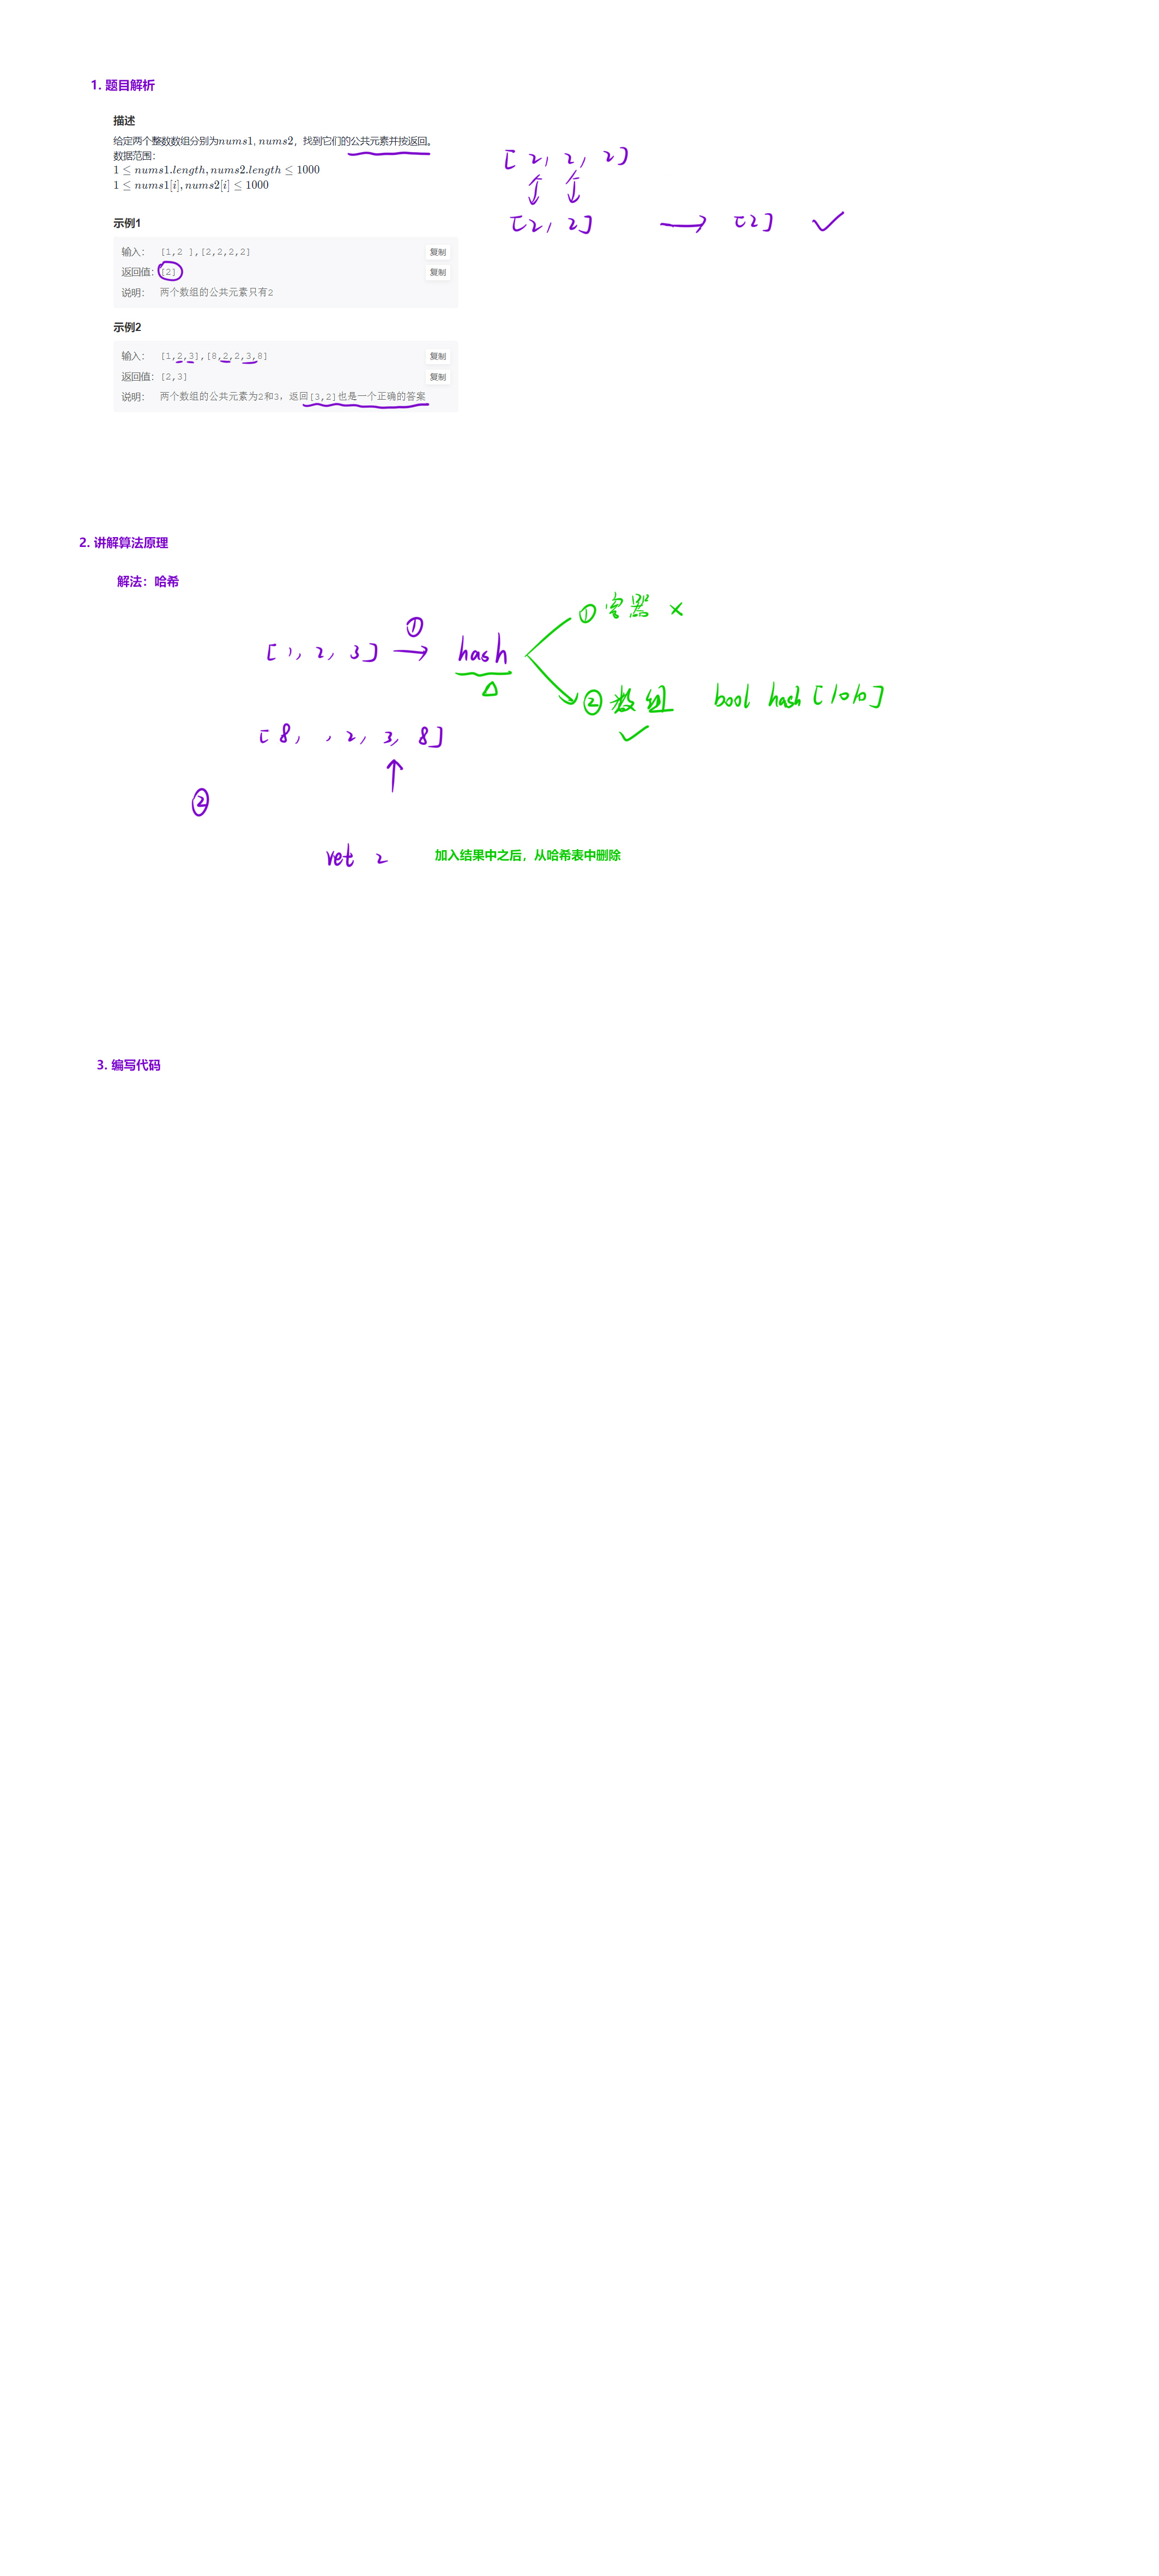 1. 题目解析
描述
给定两个整数数组分别为nums1, nums2，找到它们的公共元素并按返回。
数据范围：
1 ≤ nums1.length, nums2.length ≤ 1000
1 ≤ nums1[i], nums2[i] ≤ 1000
[2, 2, 2]
[2, 2] → [2] ✓
示例1
输入： [1,2 ],[2,2,2,2] 复制
返回值： [2] 复制
说明： 两个数组的公共元素只有2
示例2
输入： [1,2,3],[8,2,2,3,8] 复制
返回值： [2,3] 复制
说明： 两个数组的公共元素为2和3，返回[3,2]也是一个正确的答案
2. 讲解算法原理
解法：哈希
① 容器 ×
[1, 2, 3] ① → hash
② 数组 bool hash[1010]
✓
[8, , 2, 3, 8]
②
ret 2 加入结果中之后，从哈希表中删除
3. 编写代码